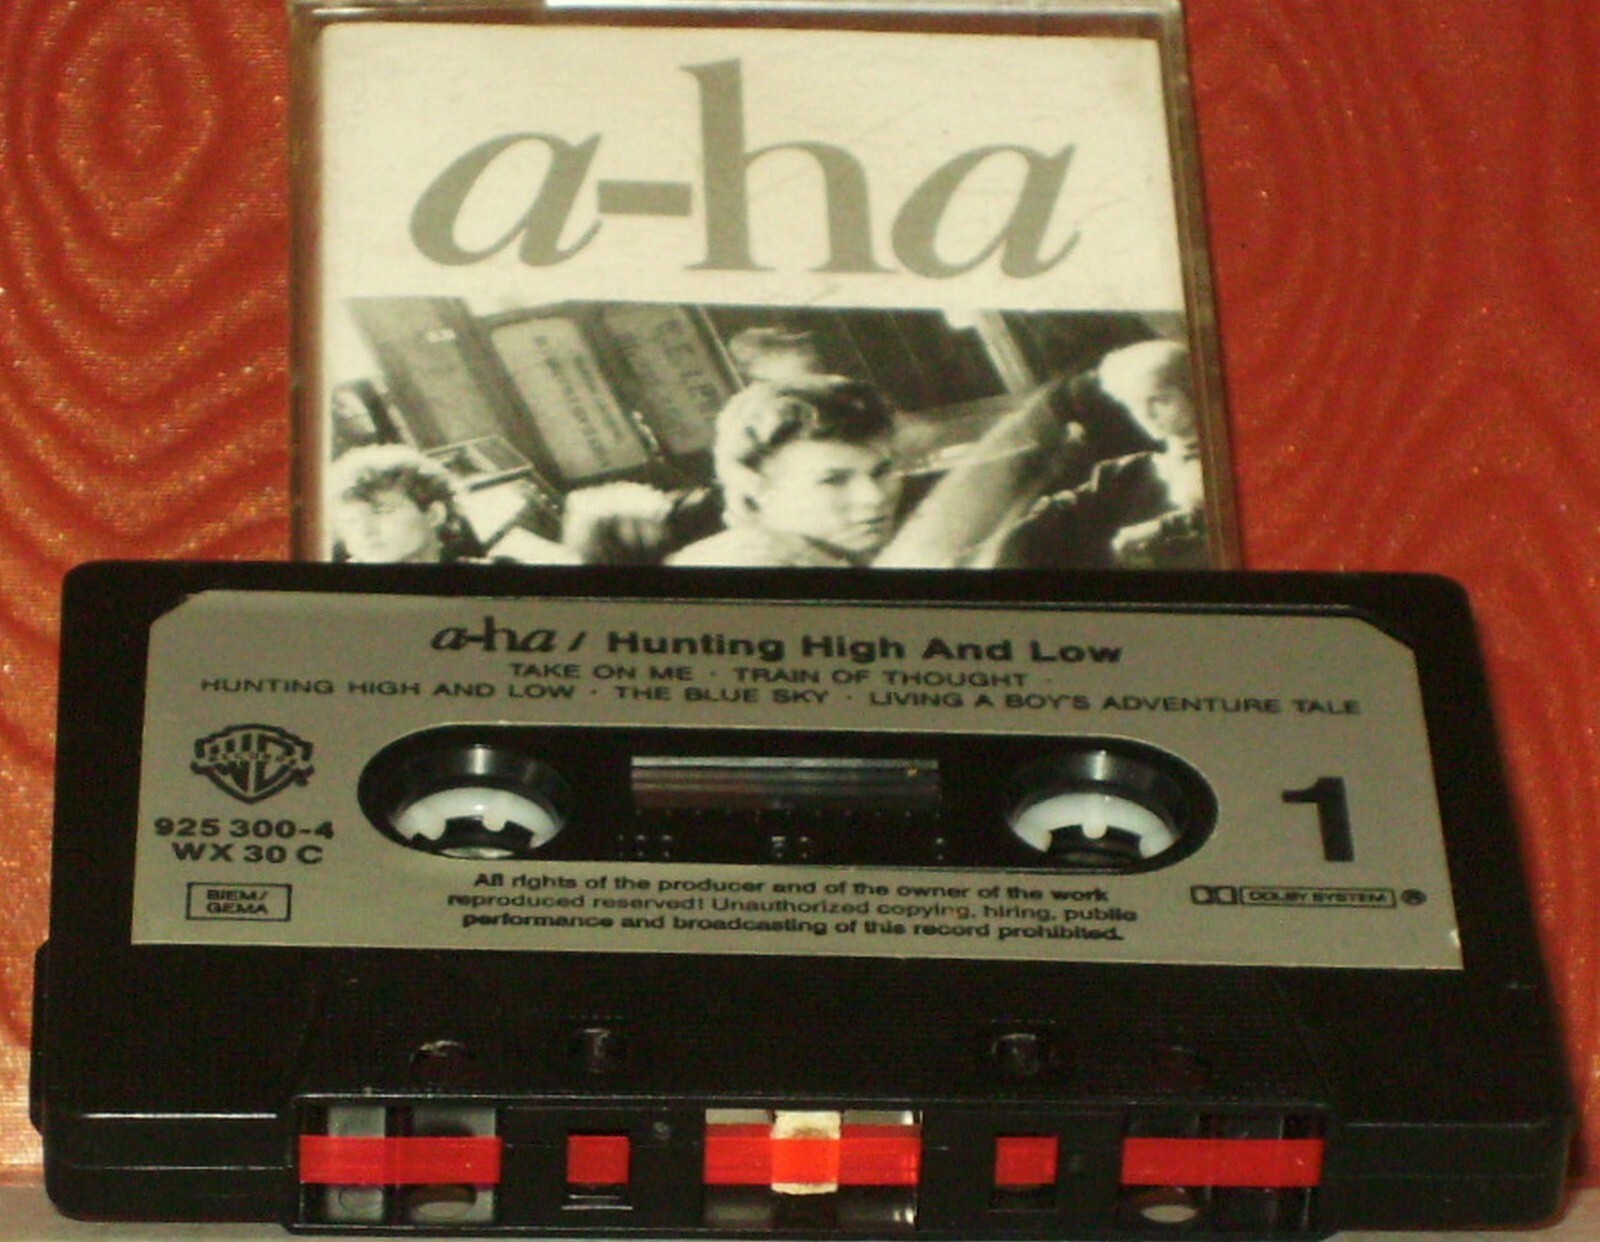 a-ha
a-ha / Hunting High And Low
TAKE ON ME · TRAIN OF THOUGHT ·
HUNTING HIGH AND LOW · THE BLUE SKY · LIVING A BOY'S ADVENTURE TALE
RECORDS
925 300-4
WX 30 C
BIEM/
GEMA
1
All rights of the producer and of the owner of the work
reproduced reserved! Unauthorized copying, hiring, public
performance and broadcasting of this record prohibited.
DOLBY SYSTEM ®